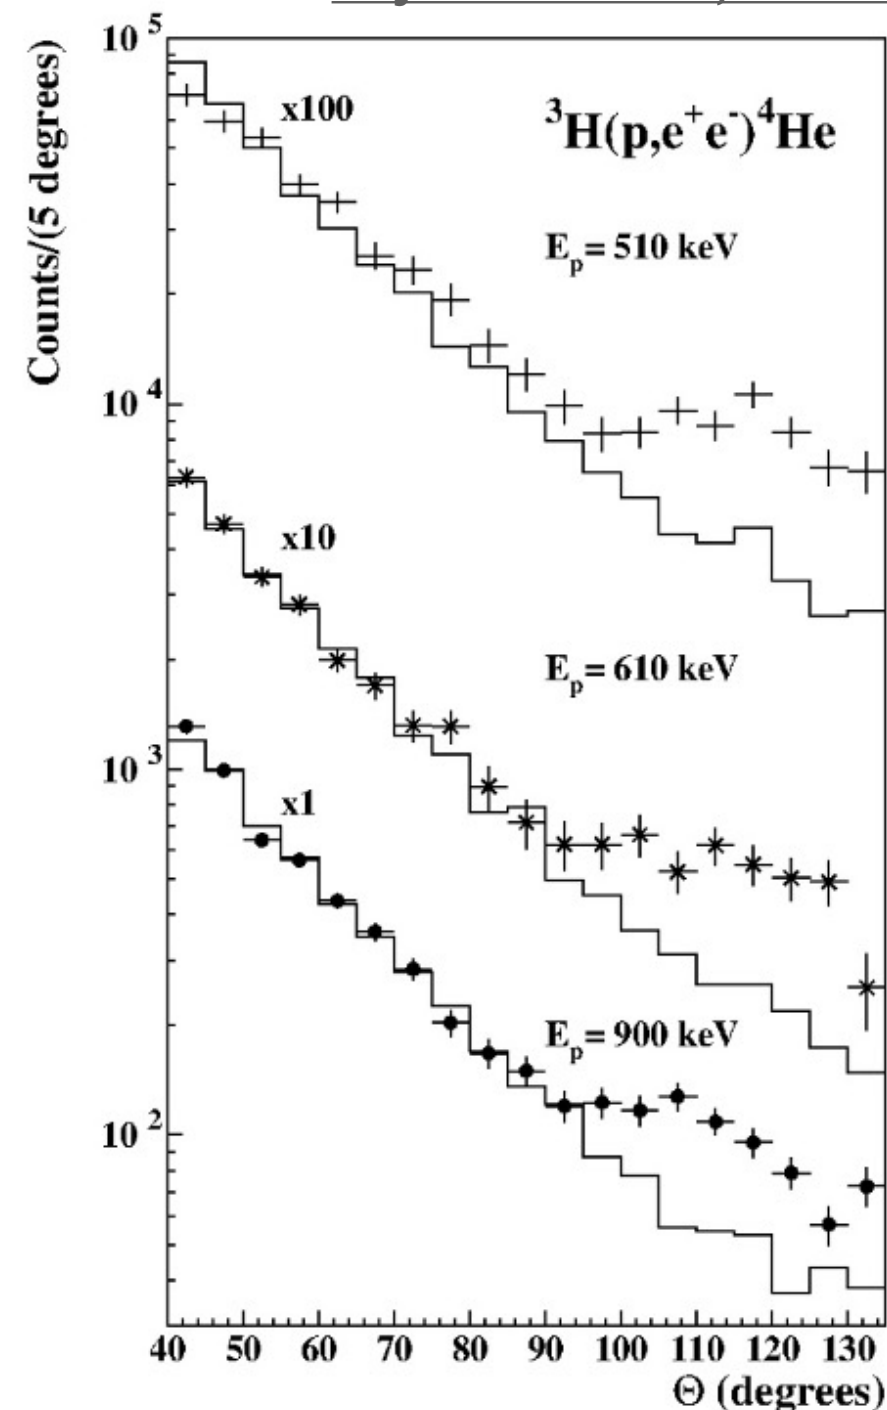 10^5
x100
^3H(p,e^+e^-)^4He
E_p= 510 keV
Counts/(5 degrees)
10^4
x10
E_p= 610 keV
10^3
x1
E_p= 900 keV
10^2
40 50 60 70 80 90 100 110 120 130
Θ (degrees)